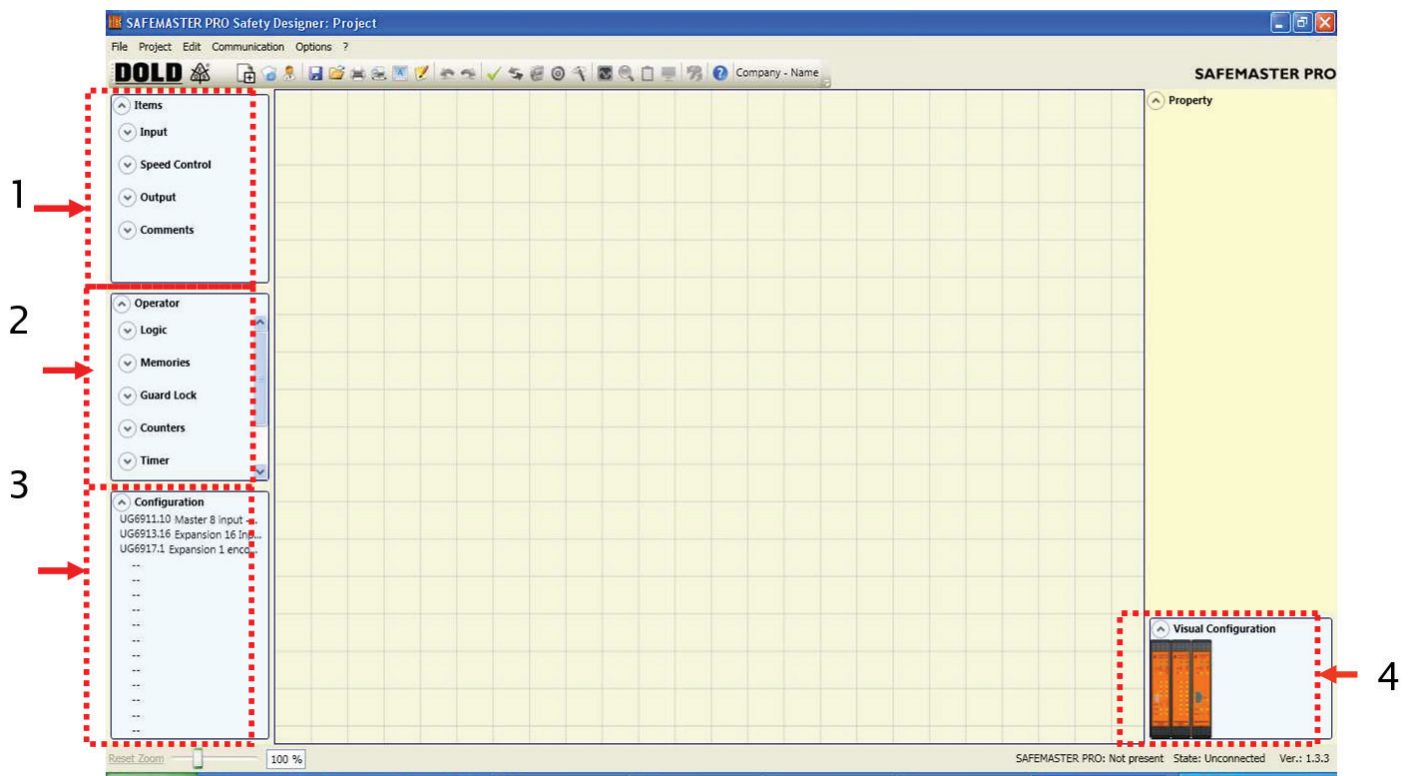 SAFEMASTER PRO Safety Designer: Project
File Project Edit Communication Options ?
DOLD
Company - Name
SAFEMASTER PRO
Items
Input
Speed Control
Output
Comments
1
Operator
Logic
Memories
Guard Lock
Counters
Timer
2
Configuration
UG6911.10 Master 8 input -...
UG6913.16 Expansion 16 Inp...
UG6917.1 Expansion 1 enco...
--
--
--
--
--
--
--
--
--
--
--
--
3
Property
Visual Configuration
4
Reset Zoom
100 %
SAFEMASTER PRO: Not present State: Unconnected Ver.: 1.3.3